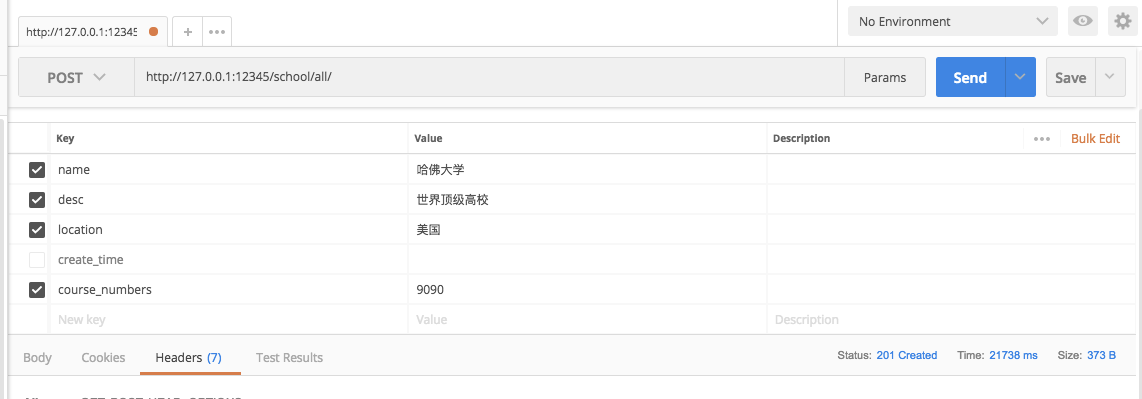 http://127.0.0.1:12345 + ••• No Environment
POST http://127.0.0.1:12345/school/all/ Params Send Save
Key Value Description ••• Bulk Edit
name 哈佛大学
desc 世界顶级高校
location 美国
create_time
course_numbers 9090
New key Value Description
Body Cookies Headers (7) Test Results Status: 201 Created Time: 21738 ms Size: 373 B